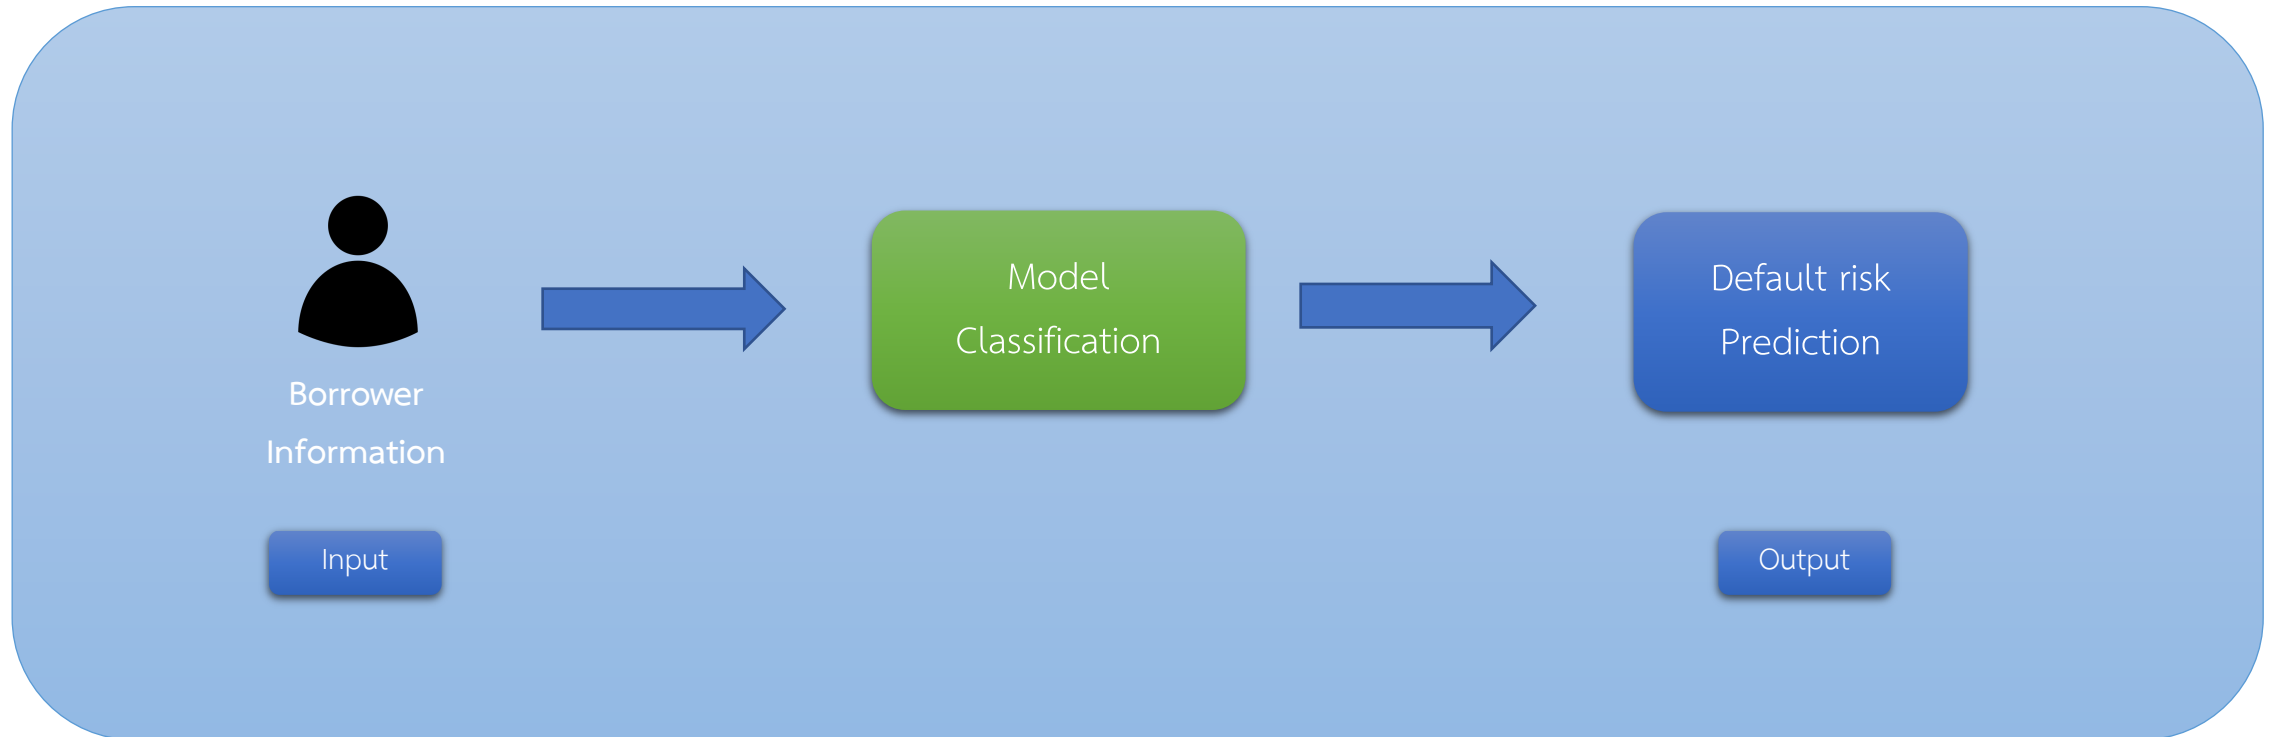 Borrower
Information
Input
Model
Classification
Default risk
Prediction
Output